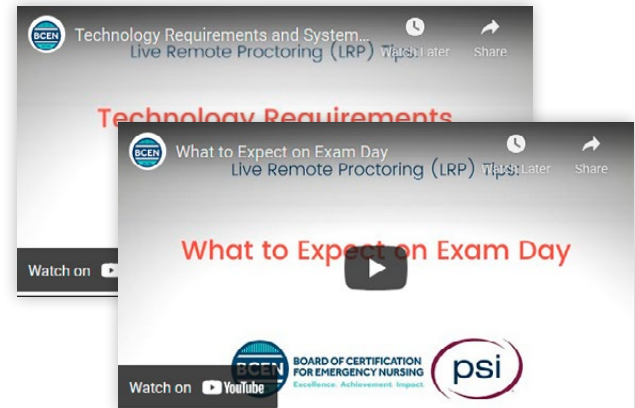 BCEN
Technology Requirements and System...
Watch Later
Share
Live Remote Proctoring (LRP) Tips:
Technology Requirements
Watch on
BCEN
What to Expect on Exam Day
Watch Later
Share
Live Remote Proctoring (LRP) Tips:
What to Expect on Exam Day
BCEN
BOARD OF CERTIFICATION
FOR EMERGENCY NURSING
Excellence. Achievement. Impact.
psi
Watch on YouTube